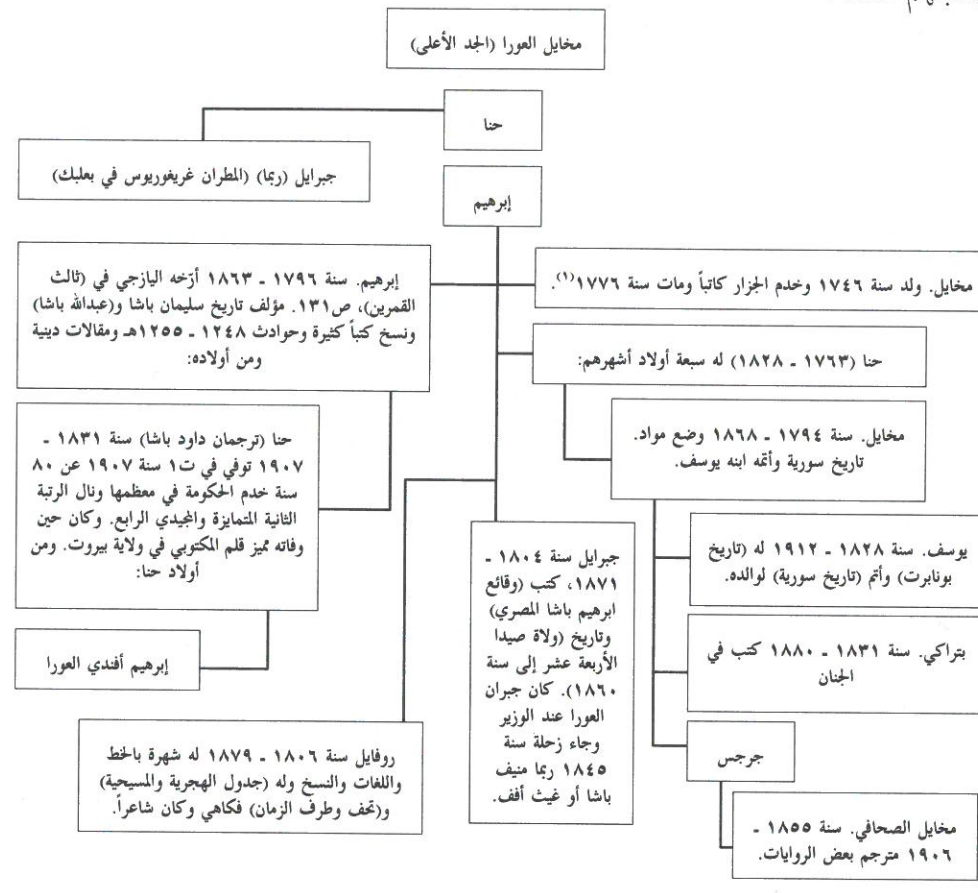 مخايل العورا (الجد الأعلى)
حنا
جبرايل (ربما) (المطران غريغوريوس في بعلبك)
إبرهيم
مخايل. ولد سنة ١٧٤٦ وخدم الجزار كاتباً ومات سنة ١٧٧٦(١).
إبرهيم. سنة ١٧٩٦ ـ ١٨٦٣ أرّخه اليازجي في (ثالث
القمرين)، ص١٣١. مؤلف تاريخ سليمان باشا و(عبدالله باشا)
ونسخ كتباً كثيرة وحوادث ١٢٤٨ ـ ١٢٥٥هـ ومقالات دينية
ومن أولاده:
حنا (١٧٦٣ ـ ١٨٢٨) له سبعة أولاد أشهرهم:
مخايل. سنة ١٧٩٤ ـ ١٨٦٨ وضع مواد.
تاريخ سورية وأتمّه ابنه يوسف.
حنا (ترجمان داود باشا) سنة ١٨٣١ ـ
١٩٠٧ توفي في ت١ سنة ١٩٠٧ عن ٨٠
سنة خدم الحكومة في معظمها ونال الرتبة
الثانية المتمايزة والمجيدي الرابع. وكان حين
وفاته مميز قلم المكتوبي في ولاية بيروت. ومن
أولاد حنا:
يوسف. سنة ١٨٢٨ ـ ١٩١٢ له (تاريخ
بونابرت) وأتم (تاريخ سورية) لوالده.
جبرايل سنة ١٨٠٤ ـ
١٨٧١، كتب (وقائع
ابرهيم باشا المصري)
وتاريخ (ولاة صيدا
الأربعة عشر إلى سنة
١٨٦٠). كان جبران
العورا عند الوزير
وجاء زحلة سنة
١٨٤٥ ربما منيف
باشا أو غيث أفف.
بتراكي. سنة ١٨٣١ ـ ١٨٨٠ كتب في
الجنان
إبرهيم أفندي العورا
جرجس
روفايل سنة ١٨٠٦ ـ ١٨٧٩ له شهرة بالخط
واللغات والنسخ وله (جدول الهجرية والمسيحية)
و(تحف وطرف الزمان) فكاهي وكان شاعراً.
مخايل الصحافي. سنة ١٨٥٥ ـ
١٩٠٦ مترجم بعض الروايات.